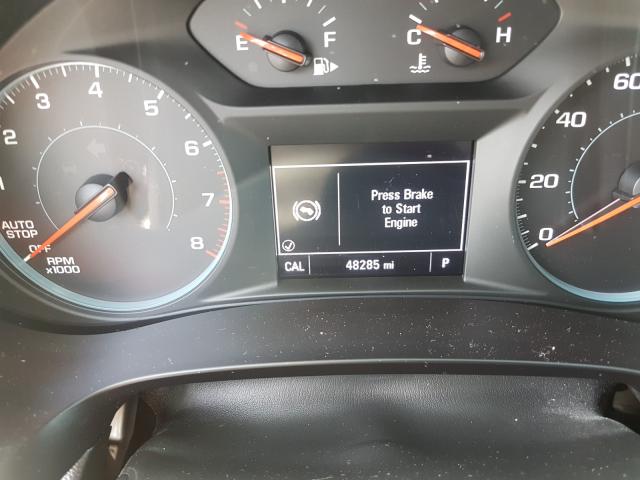 E F
C H
1 2 3 4 5 6 7 8
AUTO
STOP
OFF
RPM
x1000
Press Brake
to Start
Engine
CAL 48285 mi P
0 20 40 60